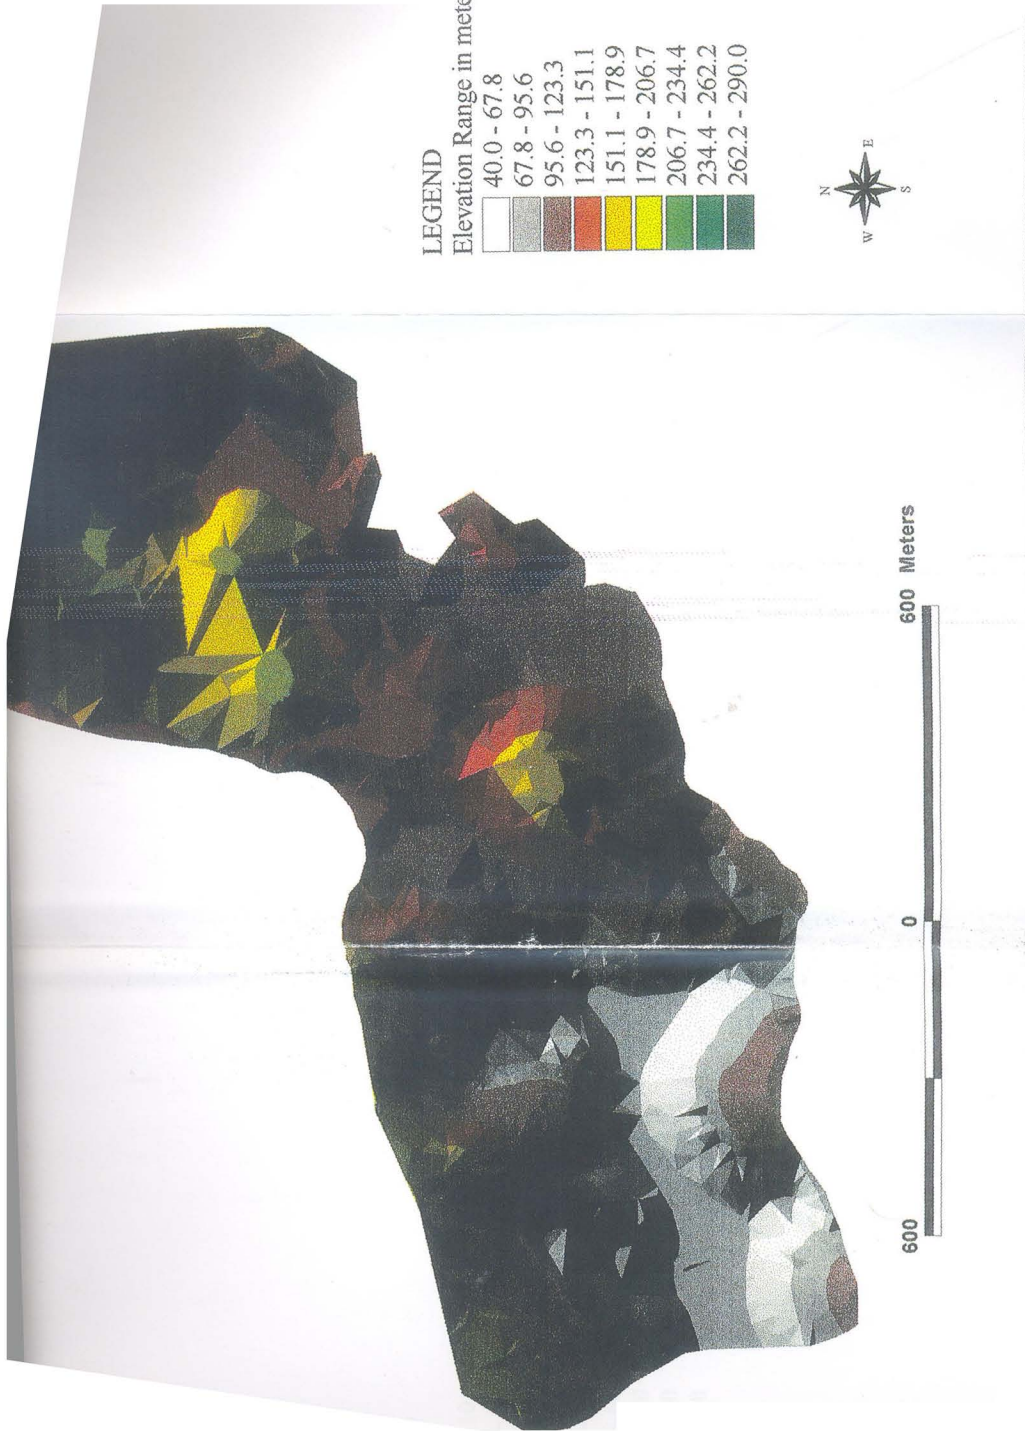 LEGEND
Elevation Range in mete
40.0 - 67.8
67.8 - 95.6
95.6 - 123.3
123.3 - 151.1
151.1 - 178.9
178.9 - 206.7
206.7 - 234.4
234.4 - 262.2
262.2 - 290.0
N
W E
S
600 0 600 Meters